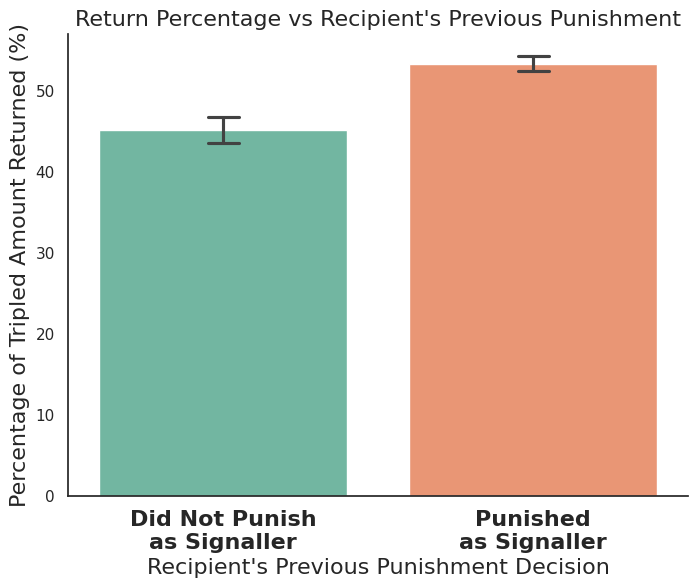 Return Percentage vs Recipient's Previous Punishment
Percentage of Tripled Amount Returned (%)
50
40
30
20
10
0
Did Not Punish
as Signaller
Punished
as Signaller
Recipient's Previous Punishment Decision